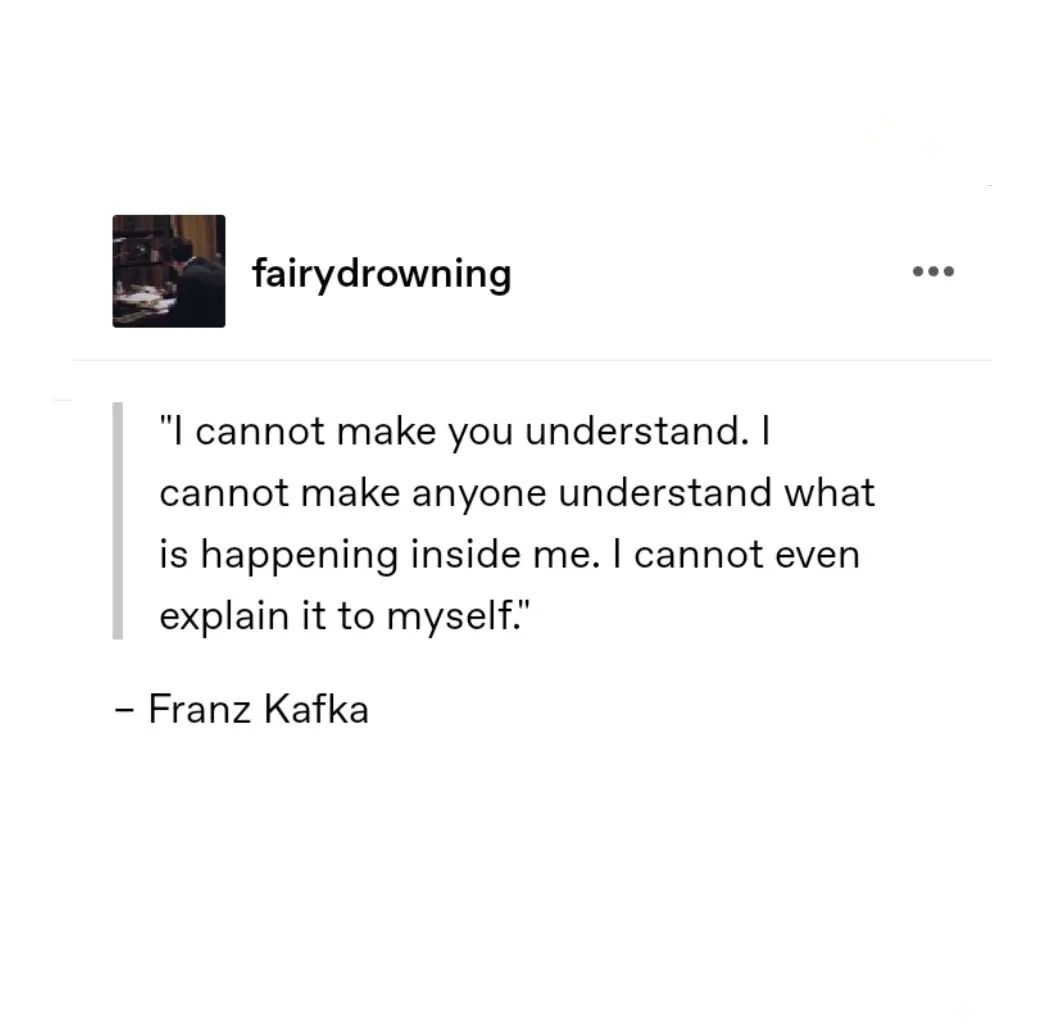 fairydrowning
"I cannot make you understand. I
cannot make anyone understand what
is happening inside me. I cannot even
explain it to myself."
– Franz Kafka